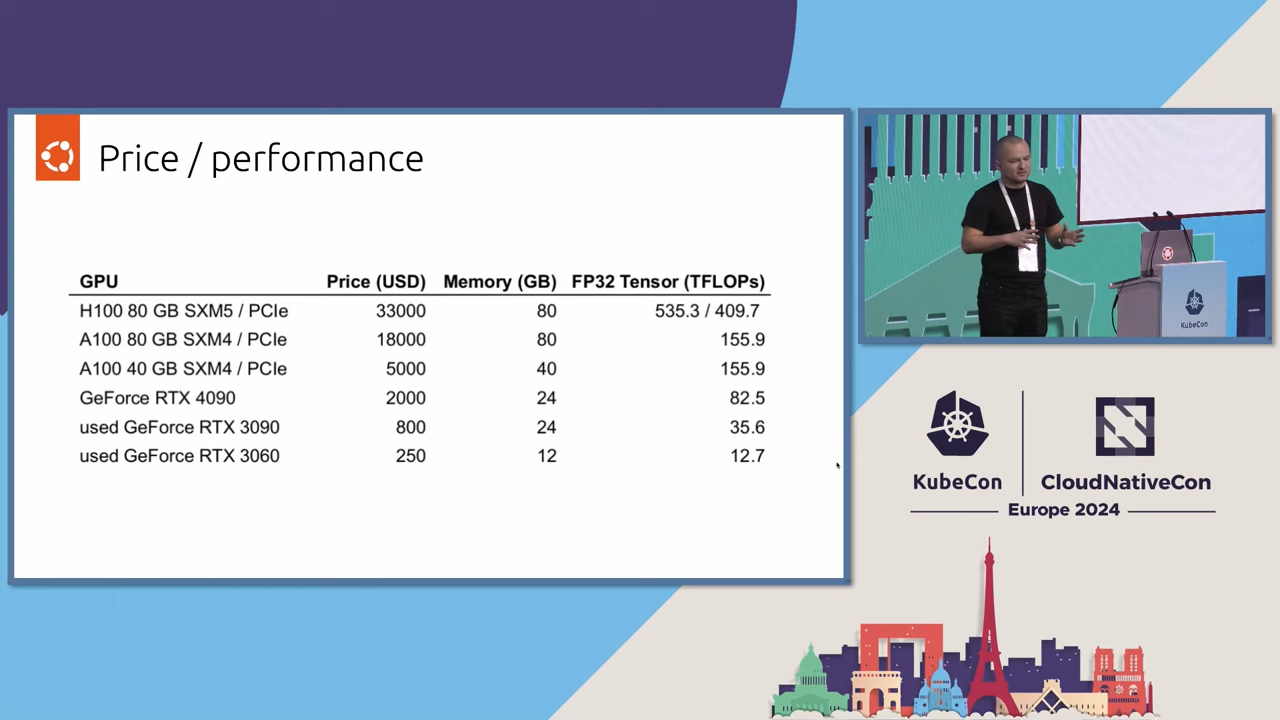 Price / performance
GPU Price (USD) Memory (GB) FP32 Tensor (TFLOPs)
H100 80 GB SXM5 / PCIe 33000 80 535.3 / 409.7
A100 80 GB SXM4 / PCIe 18000 80 155.9
A100 40 GB SXM4 / PCIe 5000 40 155.9
GeForce RTX 4090 2000 24 82.5
used GeForce RTX 3090 800 24 35.6
used GeForce RTX 3060 250 12 12.7
KubeCon
KubeCon CloudNativeCon
Europe 2024